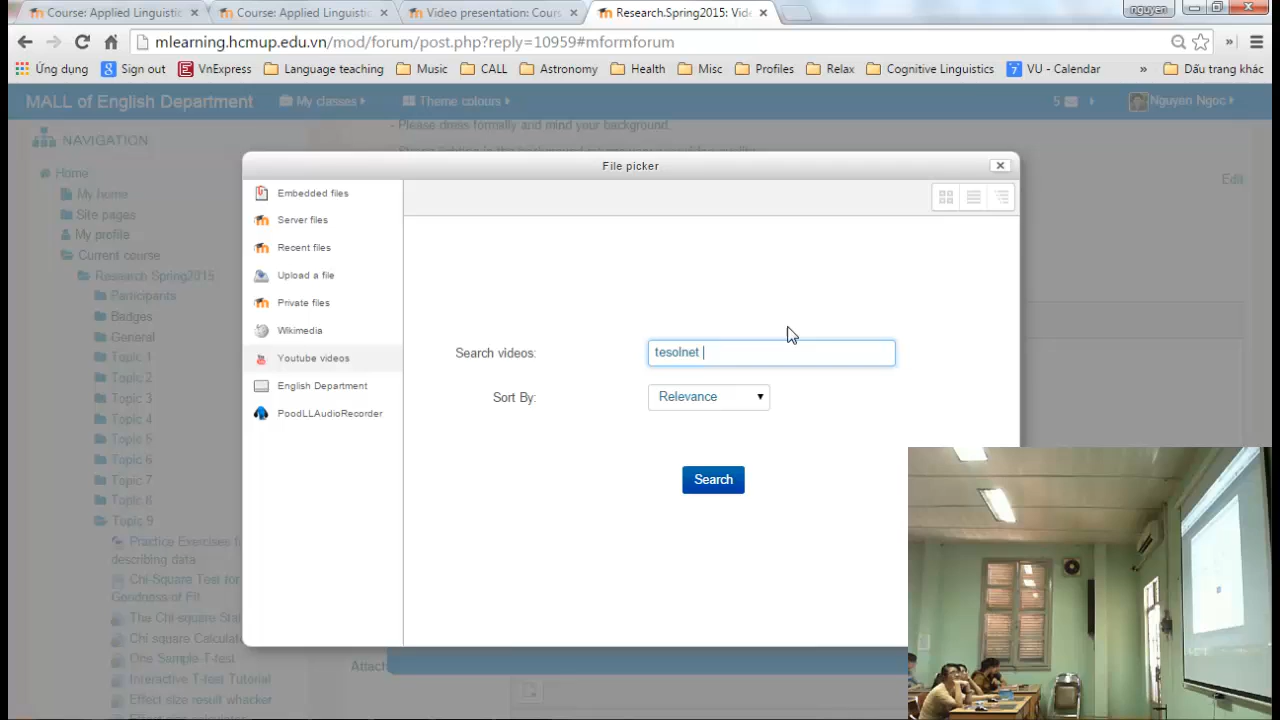 Course: Applied Linguistic
Course: Applied Linguistic
Video presentation: Cours
Research.Spring2015: Vid
nguyen
mlearning.hcmup.edu.vn/mod/forum/post.php?reply=10959#mformforum
Ứng dụng
Sign out
VnExpress
Language teaching
Music
CALL
Astronomy
Health
Misc
Profiles
Relax
Cognitive Linguistics
VU - Calendar
»
Dấu trang khác
MALL of English Department
My classes
Theme colours
5
Nguyen Ngoc
- Please dress formally and mind your background.
NAVIGATION
Home
My home
Site pages
My profile
Current course
Research Spring2015
Participants
Badges
General
Topic 1
Topic 2
Topic 3
Topic 4
Topic 5
Topic 6
Topic 7
Topic 8
Topic 9
Practice Exercises f
describing data
Chi-Square Test for
Goodness of Fit
The Chi-square Stat
Chi square Calculat
One Sample T-test
Interactive T-test Tutorial
Effect size result whacker
Effect size calculator
Edit
File picker
Embedded files
Server files
Recent files
Upload a file
Private files
Wikimedia
Youtube videos
English Department
PoodLLAudioRecorder
Search videos:
tesolnet
Sort By:
Relevance
Search
Attach